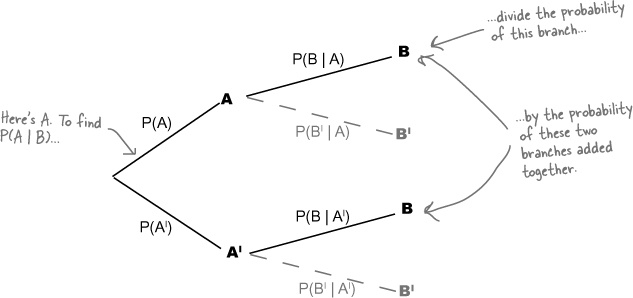 ...divide the probability
of this branch...
P(B | A)
B
Here's A. To find
P(A | B)...
P(A)
A
P(B' | A)
B'
...by the probability
of these two
branches added
together.
P(A')
P(B | A')
B
A'
P(B' | A')
B'